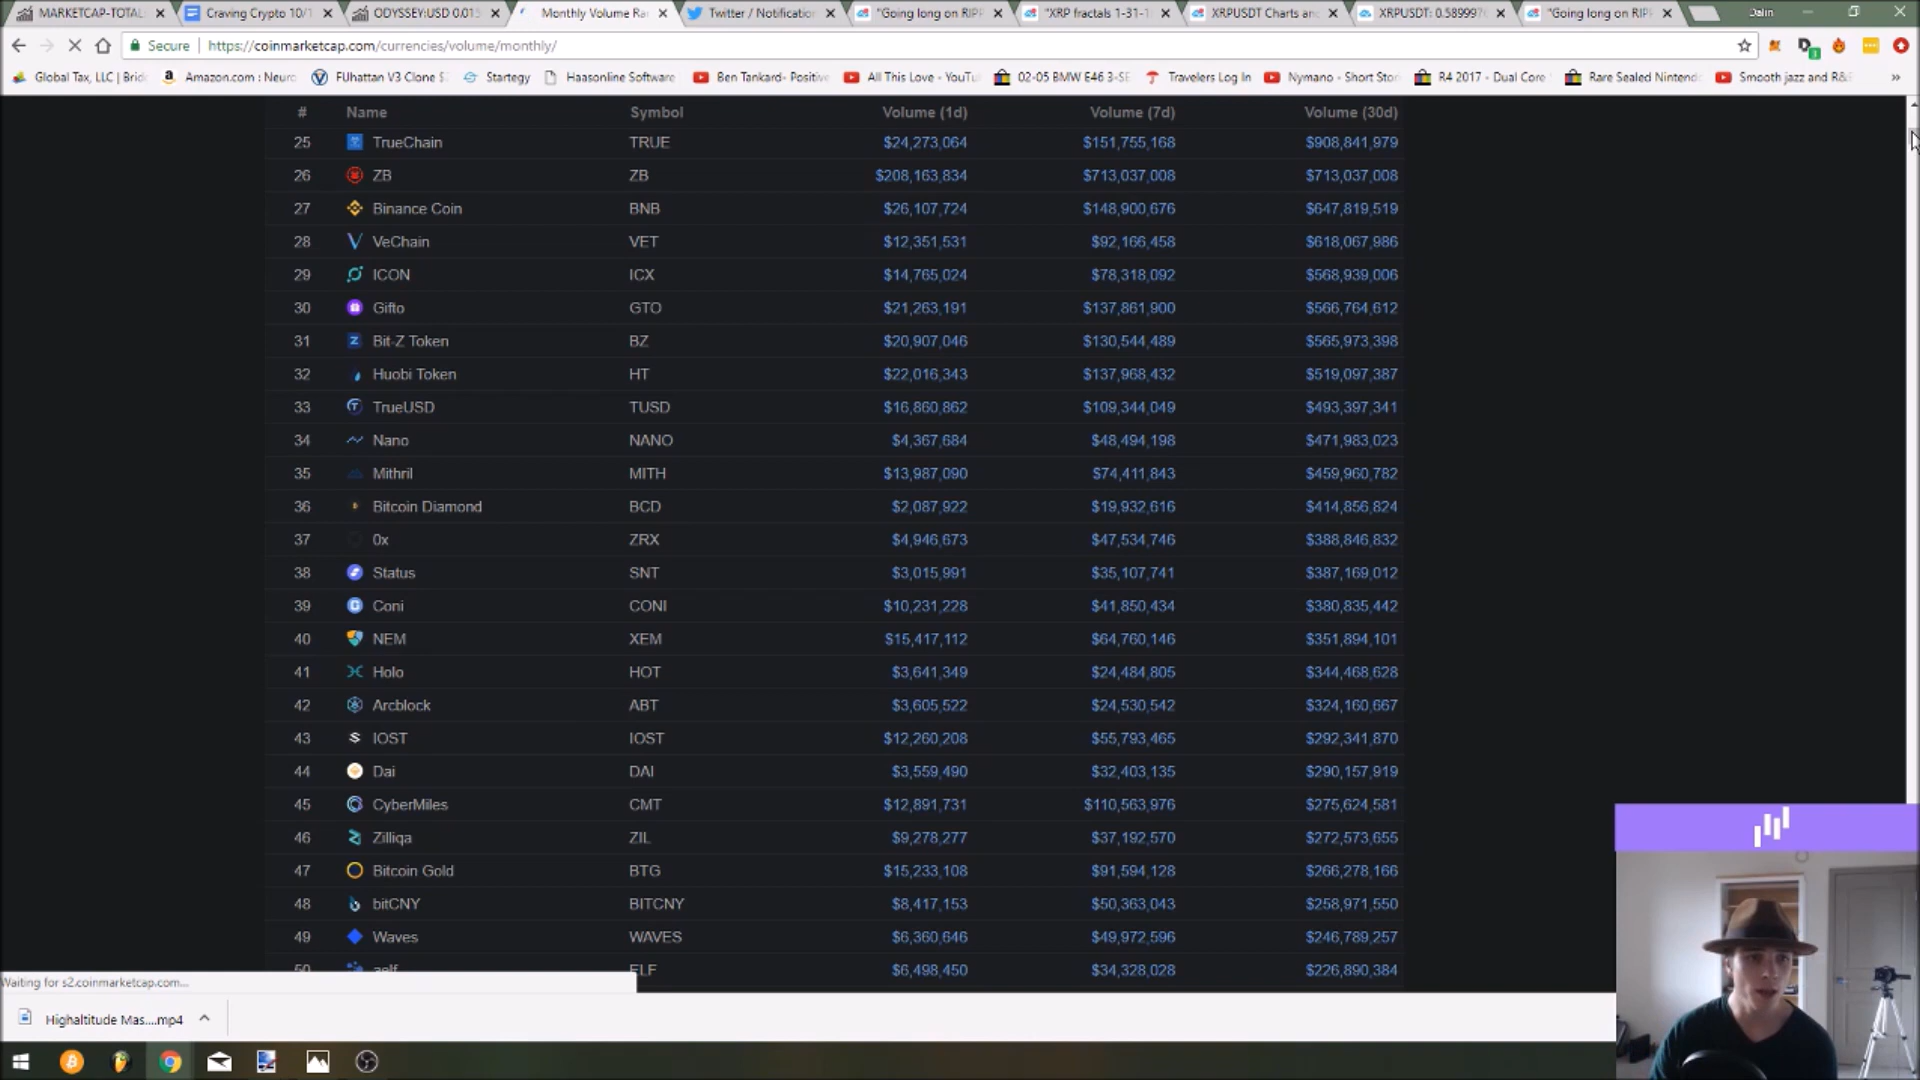 MARKETCAP-TOTAL:
Craving Crypto 10/1
ODYSSEY:USD 0.015
Monthly Volume Ra
Twitter / Notification
"Going long on RIPP
"XRP fractals 1-31-1
XRPUSDT Charts and
XRPUSDT: 0.58999
"Going long on RIPP
Dalin
Secure | https://coinmarketcap.com/currencies/volume/monthly/
Global Tax, LLC | Brid
Amazon.com : Neuro
FUhattan V3 Clone $
Startegy
Haasonline Software
Ben Tankard- Positive
All This Love - YouTu
02-05 BMW E46 3-SE
Travelers Log In
Nymano - Short Stor
R4 2017 - Dual Core
Rare Sealed Nintend
Smooth jazz and R&
»
# Name Symbol Volume (1d) Volume (7d) Volume (30d)
25 TrueChain TRUE $24,273,064 $151,755,168 $908,841,979
26 ZB ZB $208,163,834 $713,037,008 $713,037,008
27 Binance Coin BNB $26,107,724 $148,900,676 $647,819,519
28 VeChain VET $12,351,531 $92,166,458 $618,067,986
29 ICON ICX $14,765,024 $78,318,092 $568,939,006
30 Gifto GTO $21,263,191 $137,861,900 $566,764,612
31 Bit-Z Token BZ $20,907,046 $130,544,489 $565,973,398
32 Huobi Token HT $22,016,343 $137,968,432 $519,097,387
33 TrueUSD TUSD $16,860,862 $109,344,049 $493,397,341
34 Nano NANO $4,367,684 $48,494,198 $471,983,023
35 Mithril MITH $13,987,090 $74,411,843 $459,960,782
36 Bitcoin Diamond BCD $2,087,922 $19,932,616 $414,856,824
37 0x ZRX $4,946,673 $47,534,746 $388,846,832
38 Status SNT $3,015,991 $35,107,741 $387,169,012
39 Coni CONI $10,231,228 $41,850,434 $380,835,442
40 NEM XEM $15,417,112 $64,760,146 $351,894,101
41 Holo HOT $3,641,349 $24,484,805 $344,468,628
42 Arcblock ABT $3,605,522 $24,530,542 $324,160,667
43 IOST IOST $12,260,208 $55,793,465 $292,341,870
44 Dai DAI $3,559,490 $32,403,135 $290,157,919
45 CyberMiles CMT $12,891,731 $110,563,976 $275,624,581
46 Zilliqa ZIL $9,278,277 $37,192,570 $272,573,655
47 Bitcoin Gold BTG $15,233,108 $91,594,128 $266,278,166
48 bitCNY BITCNY $8,417,153 $50,363,043 $258,971,550
49 Waves WAVES $6,360,646 $49,972,596 $246,789,257
50 aelf ELF $6,498,450 $34,328,028 $226,890,384
Waiting for s2.coinmarketcap.com...
Highaltitude Mas....mp4